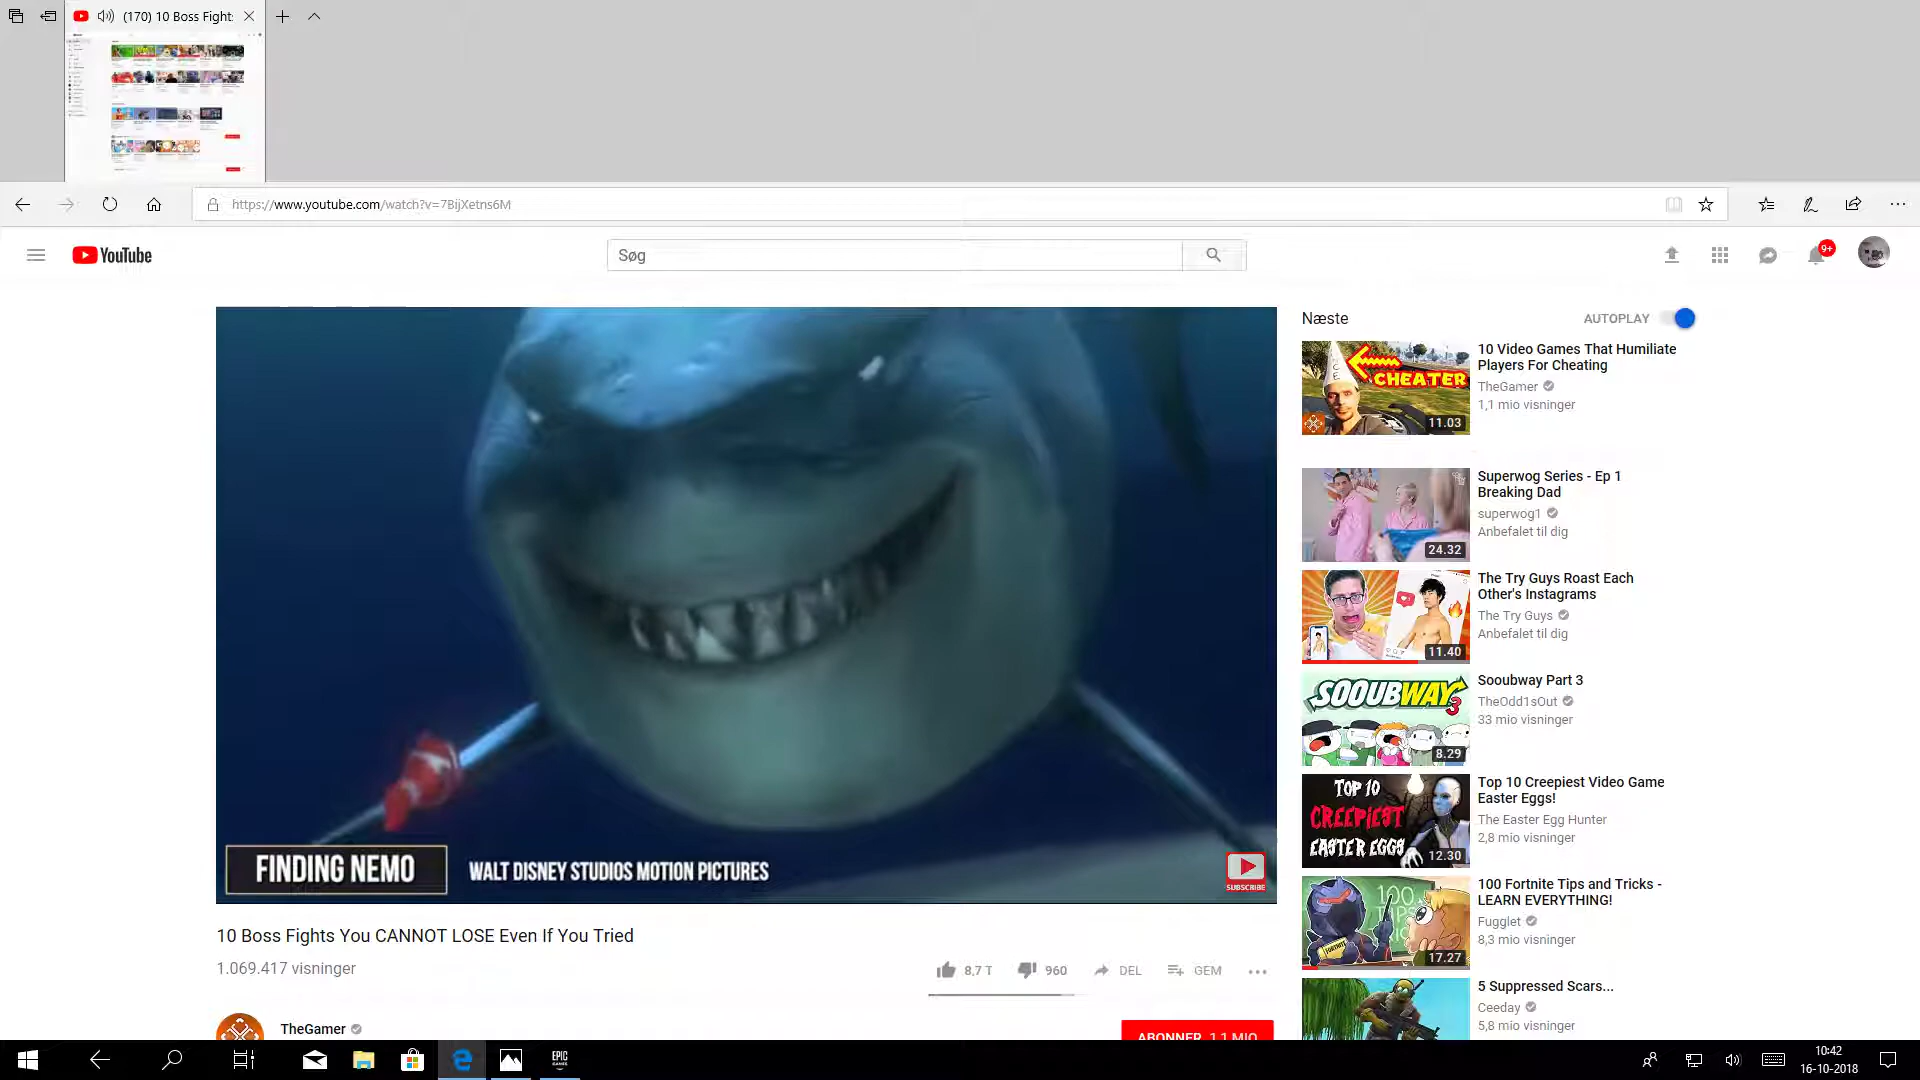 (170) 10 Boss Fight
https://www.youtube.com/watch?v=7BijXetns6M
YouTube
Søg
9+
FINDING NEMO
WALT DISNEY STUDIOS MOTION PICTURES
SUBSCRIBE
10 Boss Fights You CANNOT LOSE Even If You Tried
1.069.417 visninger
8,7 T
960
DEL
GEM
TheGamer
ABONNER 1,1 MIO
Næste
AUTOPLAY
CHEATER
11.03
10 Video Games That Humiliate
Players For Cheating
TheGamer
1,1 mio visninger
24.32
Superwog Series - Ep 1
Breaking Dad
superwog1
Anbefalet til dig
11.40
The Try Guys Roast Each
Other's Instagrams
The Try Guys
Anbefalet til dig
SOOUBWAY
3
8.29
Sooubway Part 3
TheOdd1sOut
33 mio visninger
TOP 10
CREEPIEST
EASTER EGGS
12.30
Top 10 Creepiest Video Game
Easter Eggs!
The Easter Egg Hunter
2,8 mio visninger
100
TIPS
17.27
100 Fortnite Tips and Tricks -
LEARN EVERYTHING!
Fugglet
8,3 mio visninger
5 Suppressed Scars...
Ceeday
5,8 mio visninger
EPIC
GAMES
10:42
16-10-2018